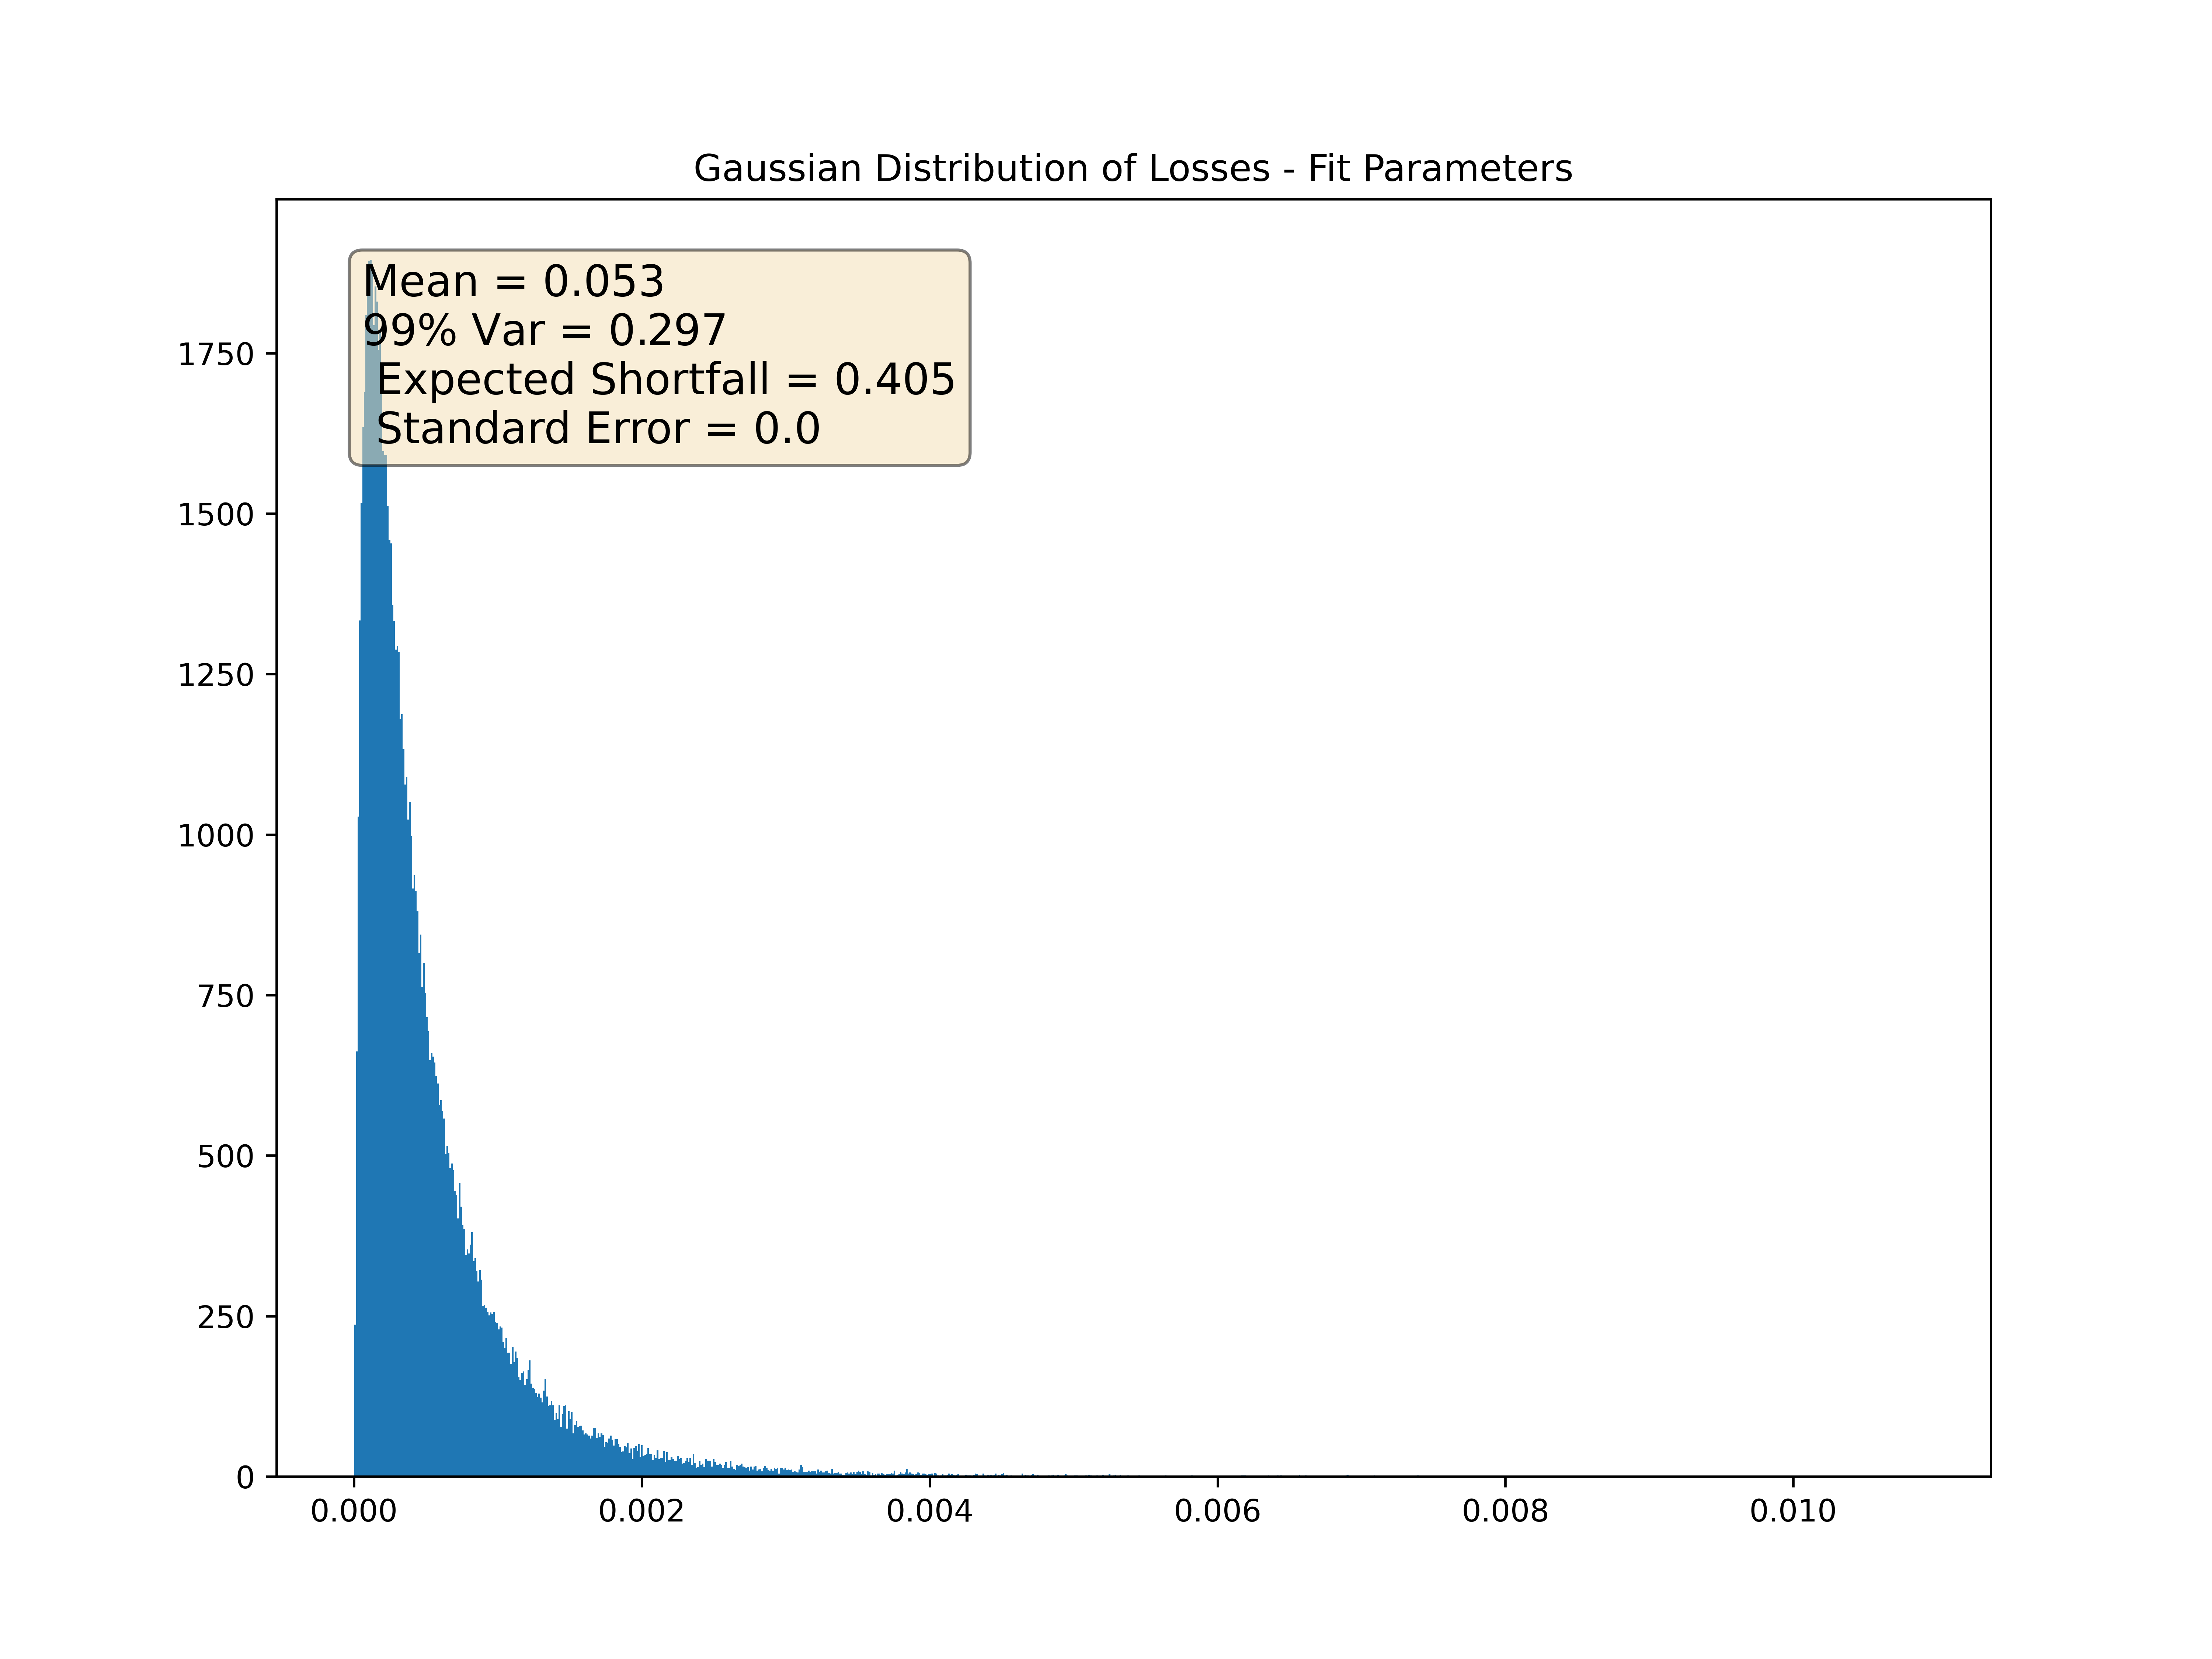 Gaussian Distribution of Losses - Fit Parameters
Mean = 0.053
99% Var = 0.297
Expected Shortfall = 0.405
Standard Error = 0.0
1750
1500
1250
1000
750
500
250
0
0.000 0.002 0.004 0.006 0.008 0.010